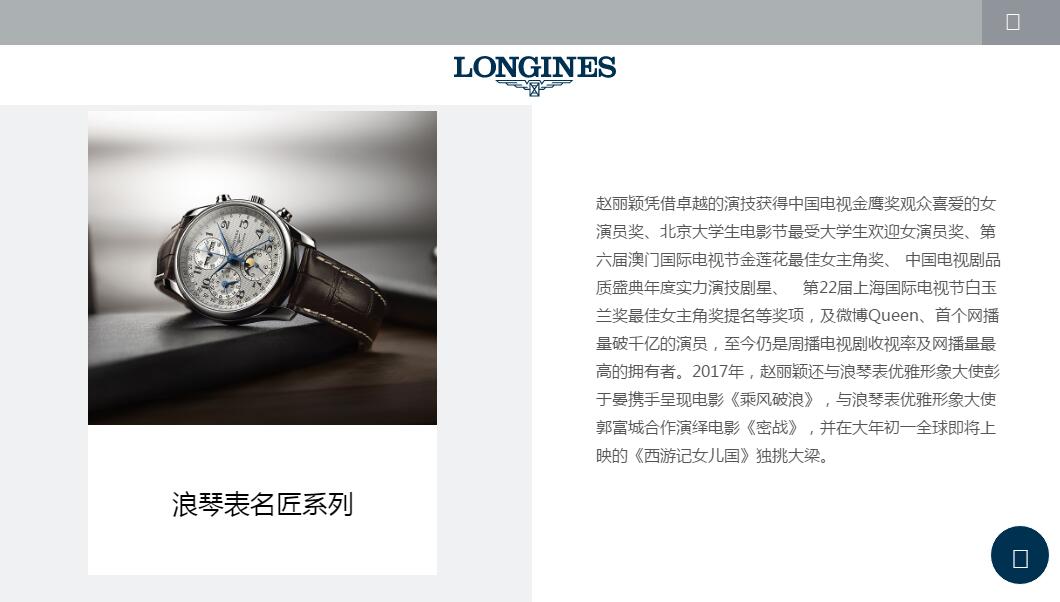 LONGINES
浪琴表名匠系列
赵丽颖凭借卓越的演技获得中国电视金鹰奖观众喜爱的女
演员奖、北京大学生电影节最受大学生欢迎女演员奖、第
六届澳门国际电视节金莲花最佳女主角奖、 中国电视剧品
质盛典年度实力演技剧星、 第22届上海国际电视节白玉
兰奖最佳女主角奖提名等奖项，及微博Queen、首个网播
量破千亿的演员，至今仍是周播电视剧收视率及网播量最
高的拥有者。2017年，赵丽颖还与浪琴表优雅形象大使彭
于晏携手呈现电影《乘风破浪》，与浪琴表优雅形象大使
郭富城合作演绎电影《密战》，并在大年初一全球即将上
映的《西游记女儿国》独挑大梁。